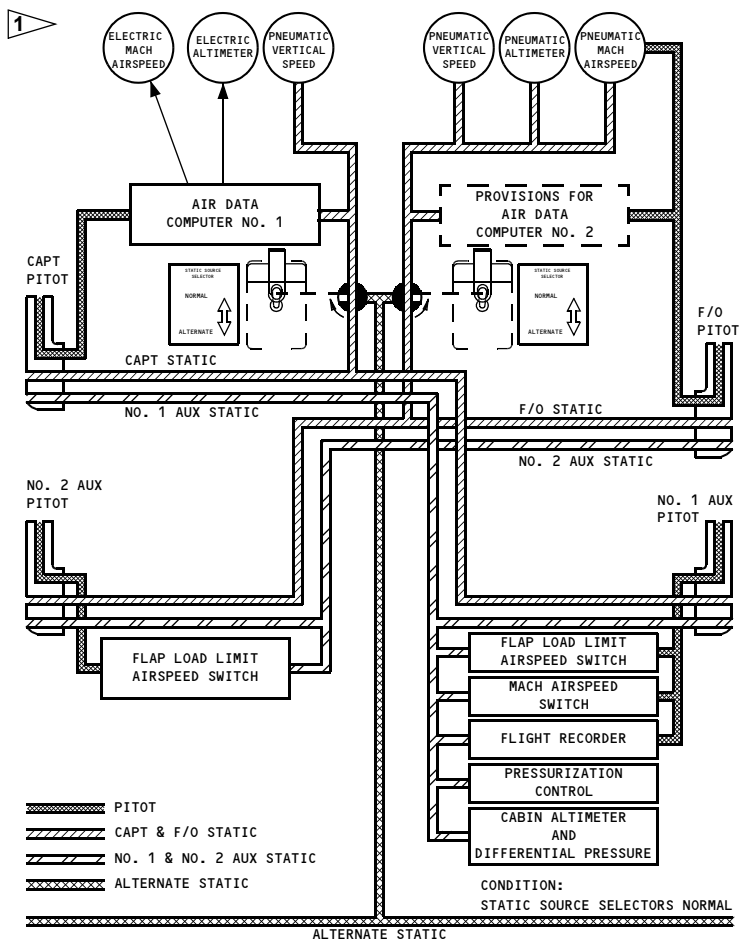 1
ELECTRIC
MACH
AIRSPEED
ELECTRIC
ALTIMETER
PNEUMATIC
VERTICAL
SPEED
PNEUMATIC
VERTICAL
SPEED
PNEUMATIC
ALTIMETER
PNEUMATIC
MACH
AIRSPEED
AIR DATA
COMPUTER NO. 1
PROVISIONS FOR
AIR DATA
COMPUTER NO. 2
CAPT
PITOT
STATIC SOURCE
SELECTOR
NORMAL
ALTERNATE
STATIC SOURCE
SELECTOR
NORMAL
ALTERNATE
F/O
PITOT
CAPT STATIC
NO. 1 AUX STATIC
F/O STATIC
NO. 2 AUX STATIC
NO. 2 AUX
PITOT
NO. 1 AUX
PITOT
FLAP LOAD LIMIT
AIRSPEED SWITCH
FLAP LOAD LIMIT
AIRSPEED SWITCH
MACH AIRSPEED
SWITCH
FLIGHT RECORDER
PRESSURIZATION
CONTROL
CABIN ALTIMETER
AND
DIFFERENTIAL PRESSURE
PITOT
CAPT & F/O STATIC
NO. 1 & NO. 2 AUX STATIC
ALTERNATE STATIC
CONDITION:
STATIC SOURCE SELECTORS NORMAL
ALTERNATE STATIC